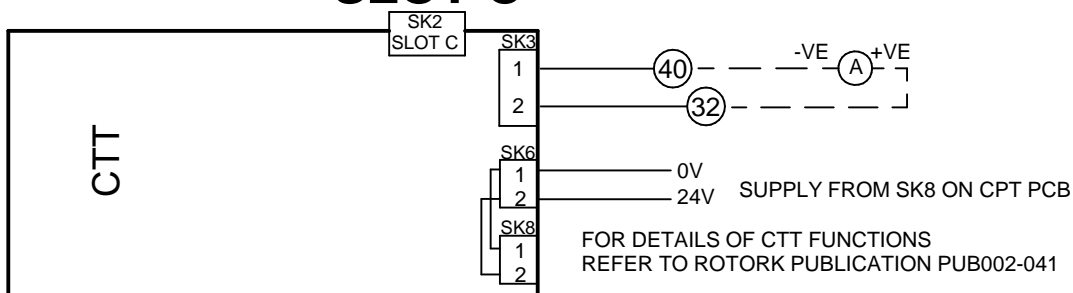 SK2
SLOT C
SK3
1
40
-VE
A
+VE
2
32
CTT
SK6
1
0V
2
24V
SUPPLY FROM SK8 ON CPT PCB
SK8
1
2
FOR DETAILS OF CTT FUNCTIONS
REFER TO ROTORK PUBLICATION PUB002-041